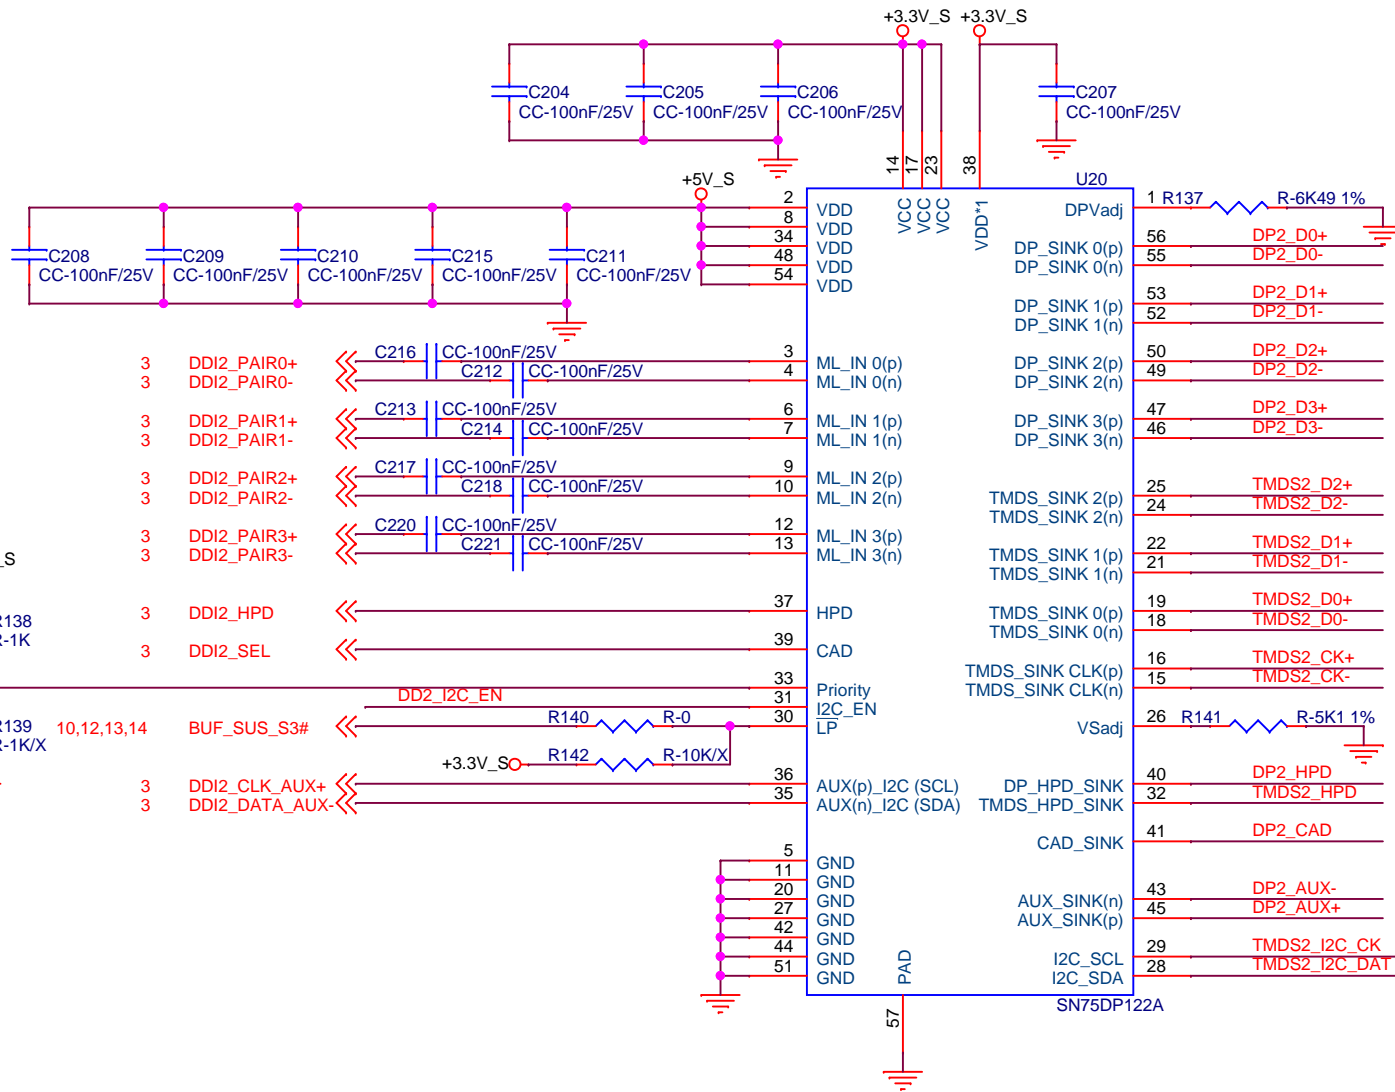 +3.3V_S +3.3V_S
C204 CC-100nF/25V
C205 CC-100nF/25V
C206 CC-100nF/25V
C207 CC-100nF/25V
14 17 23 38
VCC VCC VCC VDD*1
U20
+5V_S
C208 CC-100nF/25V
C209 CC-100nF/25V
C210 CC-100nF/25V
C215 CC-100nF/25V
C211 CC-100nF/25V
2 VDD
8 VDD
34 VDD
48 VDD
54 VDD
3 DDI2_PAIR0+ C216 CC-100nF/25V 3 ML_IN 0(p)
3 DDI2_PAIR0- C212 CC-100nF/25V 4 ML_IN 0(n)
3 DDI2_PAIR1+ C213 CC-100nF/25V 6 ML_IN 1(p)
3 DDI2_PAIR1- C214 CC-100nF/25V 7 ML_IN 1(n)
3 DDI2_PAIR2+ C217 CC-100nF/25V 9 ML_IN 2(p)
3 DDI2_PAIR2- C218 CC-100nF/25V 10 ML_IN 2(n)
3 DDI2_PAIR3+ C220 CC-100nF/25V 12 ML_IN 3(p)
3 DDI2_PAIR3- C221 CC-100nF/25V 13 ML_IN 3(n)
_S
3 DDI2_HPD 37 HPD
R138
R-1K
3 DDI2_SEL 39 CAD
33 Priority
DD2_I2C_EN 31 I2C_EN
R139
R-1K/X
10,12,13,14 BUF_SUS_S3# R140 R-0 30 LP
+3.3V_S R142 R-10K/X
3 DDI2_CLK_AUX+ 36 AUX(p)_I2C (SCL)
3 DDI2_DATA_AUX- 35 AUX(n)_I2C (SDA)
5 GND
11 GND
20 GND
27 GND
42 GND
44 GND
51 GND
PAD 57
DPVadj 1 R137 R-6K49 1%
DP_SINK 0(p) 56 DP2_D0+
DP_SINK 0(n) 55 DP2_D0-
DP_SINK 1(p) 53 DP2_D1+
DP_SINK 1(n) 52 DP2_D1-
DP_SINK 2(p) 50 DP2_D2+
DP_SINK 2(n) 49 DP2_D2-
DP_SINK 3(p) 47 DP2_D3+
DP_SINK 3(n) 46 DP2_D3-
TMDS_SINK 2(p) 25 TMDS2_D2+
TMDS_SINK 2(n) 24 TMDS2_D2-
TMDS_SINK 1(p) 22 TMDS2_D1+
TMDS_SINK 1(n) 21 TMDS2_D1-
TMDS_SINK 0(p) 19 TMDS2_D0+
TMDS_SINK 0(n) 18 TMDS2_D0-
TMDS_SINK CLK(p) 16 TMDS2_CK+
TMDS_SINK CLK(n) 15 TMDS2_CK-
VSadj 26 R141 R-5K1 1%
DP_HPD_SINK 40 DP2_HPD
TMDS_HPD_SINK 32 TMDS2_HPD
CAD_SINK 41 DP2_CAD
AUX_SINK(n) 43 DP2_AUX-
AUX_SINK(p) 45 DP2_AUX+
I2C_SCL 29 TMDS2_I2C_CK
I2C_SDA 28 TMDS2_I2C_DAT
SN75DP122A